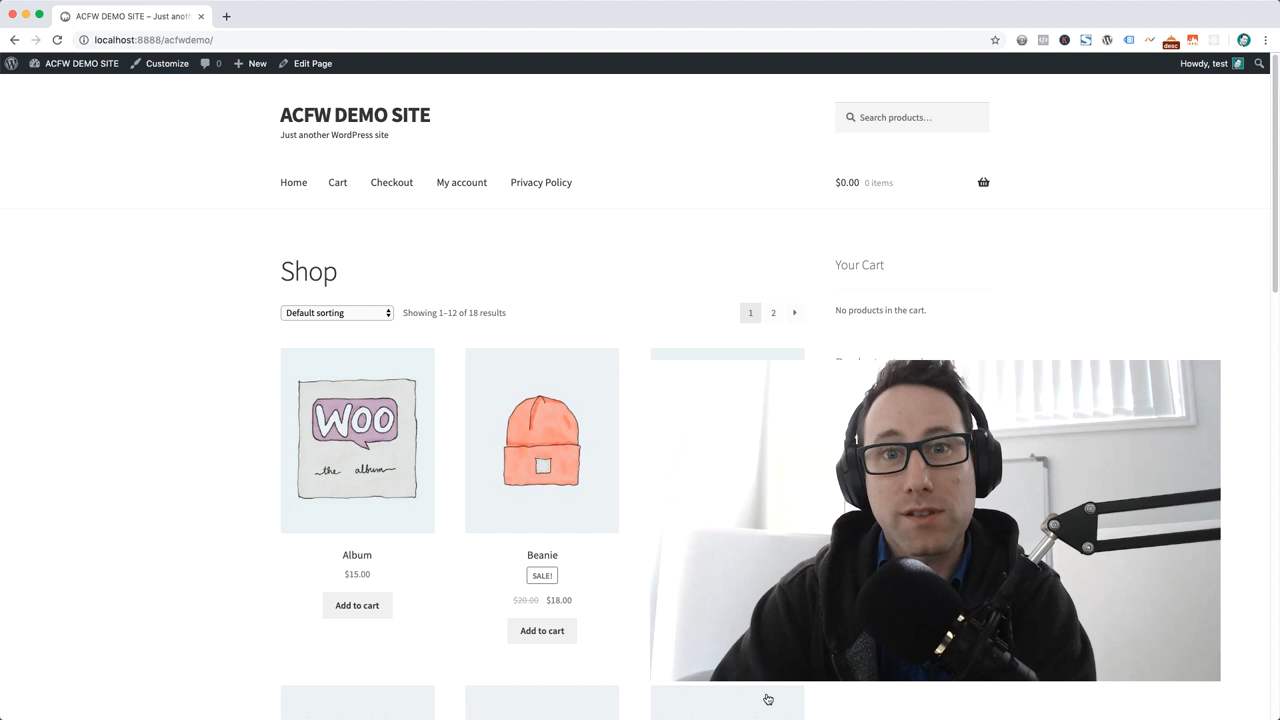 ACFW DEMO SITE – Just anoth
localhost:8888/acfwdemo/
desc
ACFW DEMO SITE
Customize
0
New
Edit Page
Howdy, test
ACFW DEMO SITE
Just another WordPress site
Search products…
Home
Cart
Checkout
My account
Privacy Policy
$0.00 0 items
Shop
Your Cart
Default sorting
Showing 1–12 of 18 results
1
2
No products in the cart.
WOO
the album
Album
$15.00
Add to cart
Beanie
SALE!
$20.00 $18.00
Add to cart